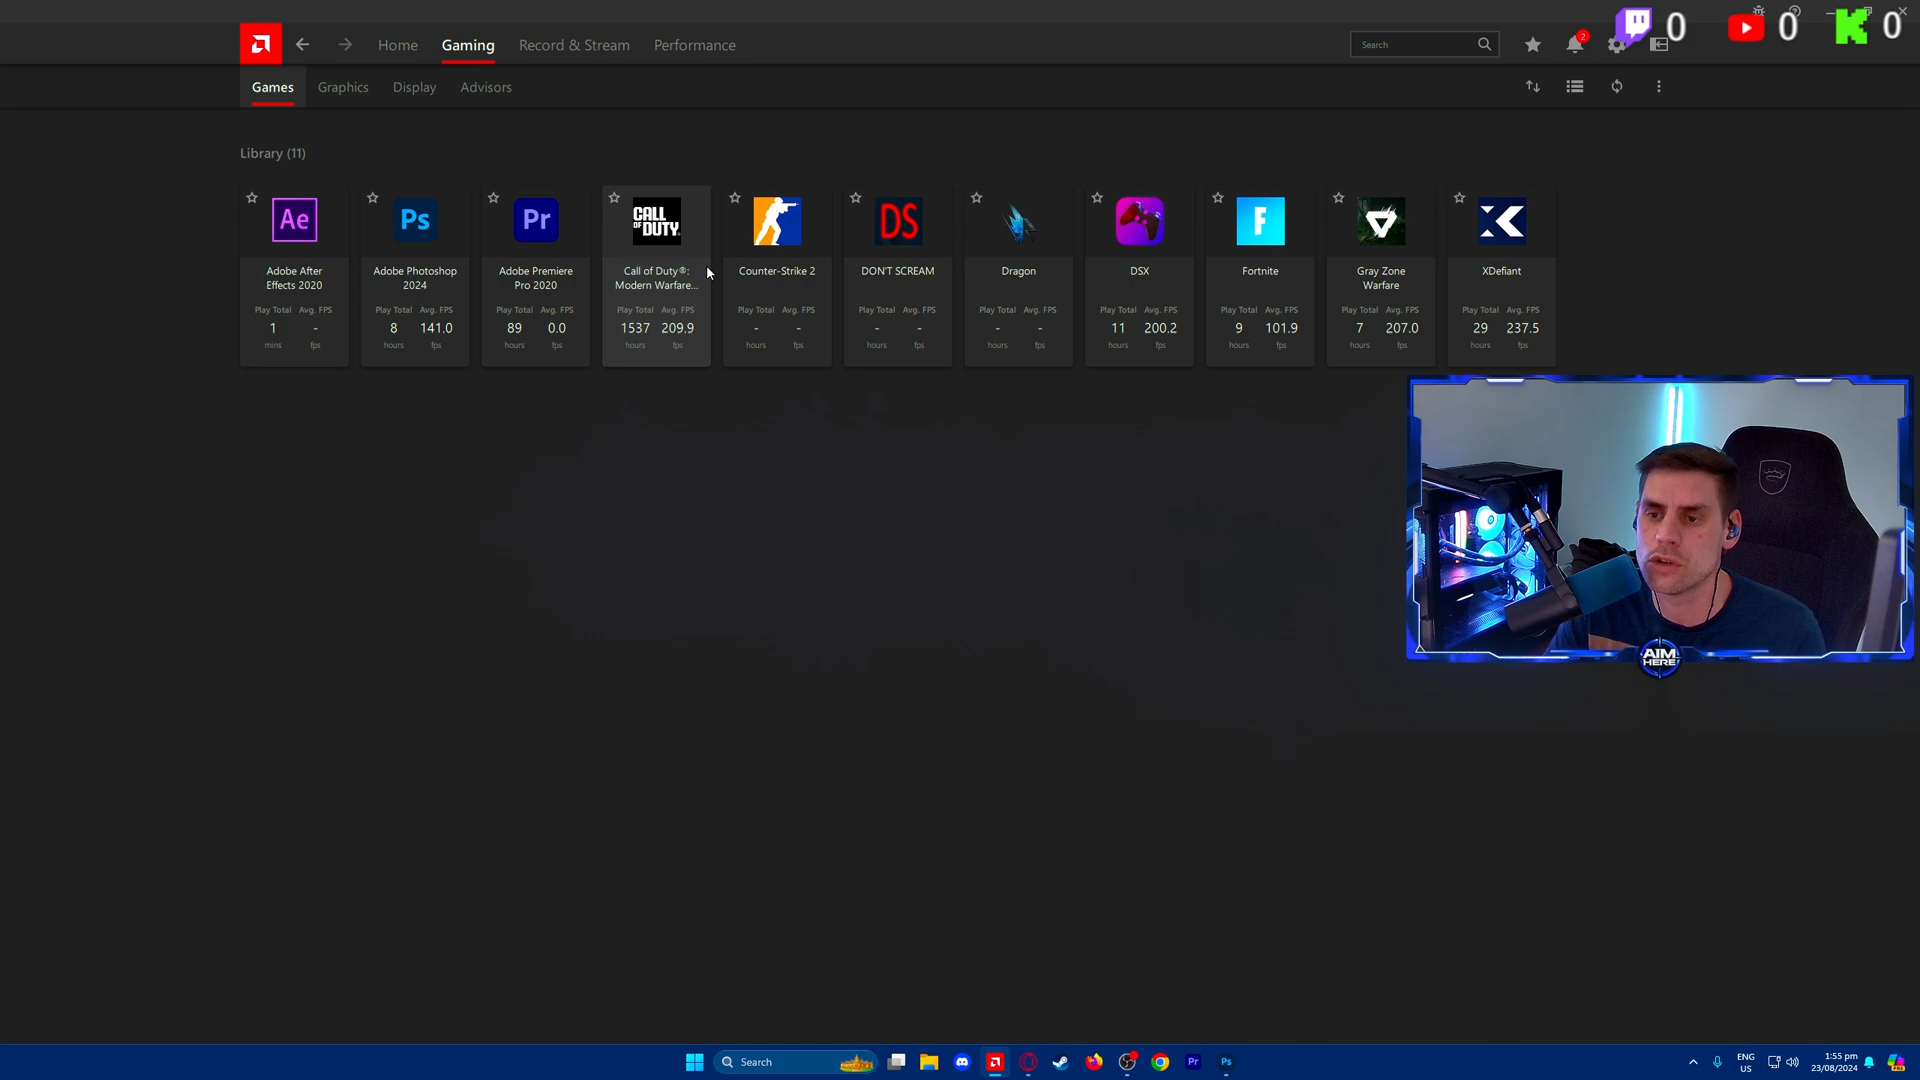 0 0 0
Home Gaming Record & Stream Performance
Search
2
Games Graphics Display Advisors
Library (11)
Ae Ps Pr CALL OF DUTY. DS F
Adobe After Effects 2020
Play Total Avg. FPS
1 -
mins fps
Adobe Photoshop 2024
Play Total Avg. FPS
8 141.0
hours fps
Adobe Premiere Pro 2020
Play Total Avg. FPS
89 0.0
hours fps
Call of Duty®: Modern Warfare...
Play Total Avg. FPS
1537 209.9
hours fps
Counter-Strike 2
Play Total Avg. FPS
- -
hours fps
DON'T SCREAM
Play Total Avg. FPS
- -
hours fps
Dragon
Play Total Avg. FPS
- -
hours fps
DSX
Play Total Avg. FPS
11 200.2
hours fps
Fortnite
Play Total Avg. FPS
9 101.9
hours fps
Gray Zone Warfare
Play Total Avg. FPS
7 207.0
hours fps
XDefiant
Play Total Avg. FPS
29 237.5
hours fps
AIM
HERE
Search
Pr Ps
ENG
US
1:55 pm
23/08/2024